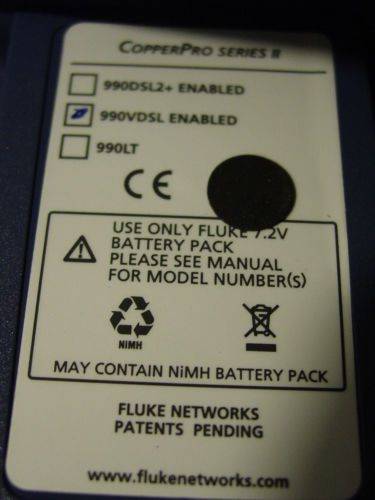 COPPERPRO SERIES II
990DSL2+ ENABLED
990VDSL ENABLED
990LT
CE
USE ONLY FLUKE 7.2V
BATTERY PACK
PLEASE SEE MANUAL
FOR MODEL NUMBER(S)
NiMH
MAY CONTAIN NiMH BATTERY PACK
FLUKE NETWORKS
PATENTS PENDING
www.flukenetworks.com